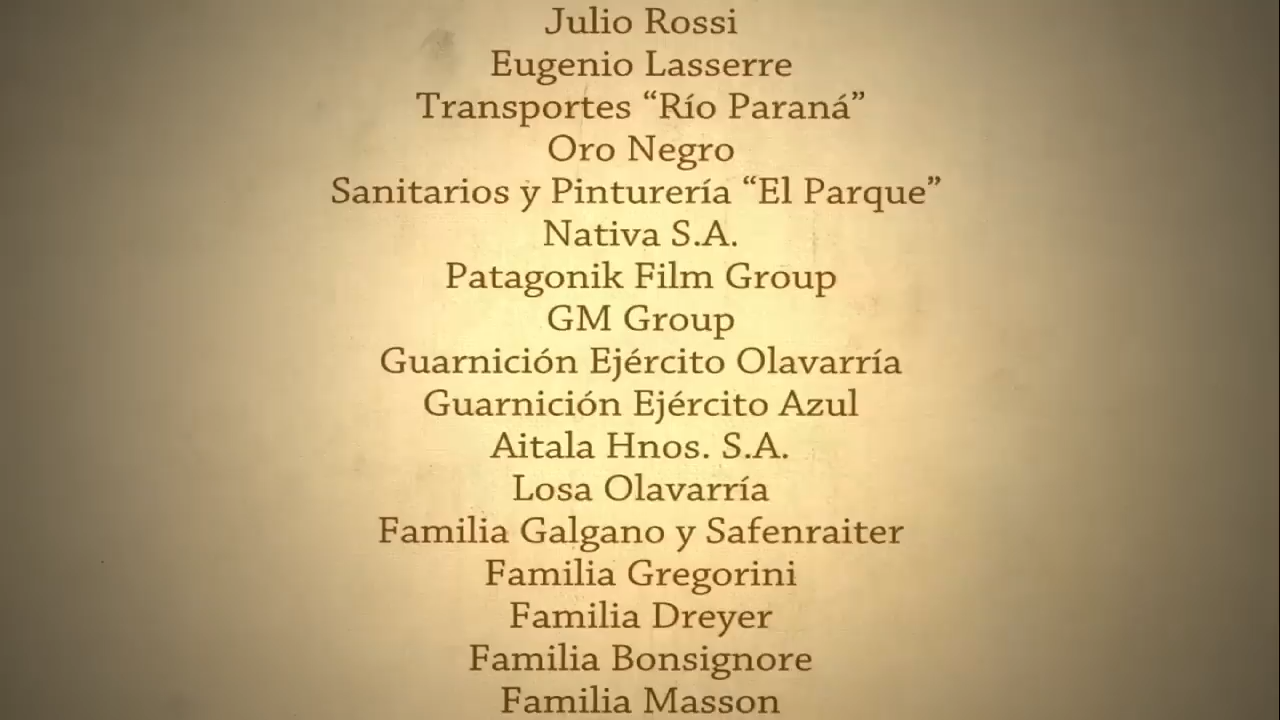 Julio Rossi
Eugenio Lasserre
Transportes “Río Paraná”
Oro Negro
Sanitarios y Pinturería “El Parque”
Nativa S.A.
Patagonik Film Group
GM Group
Guarnición Ejército Olavarría
Guarnición Ejército Azul
Aitala Hnos. S.A.
Losa Olavarría
Familia Galgano y Safenraiter
Familia Gregorini
Familia Dreyer
Familia Bonsignore
Familia Masson